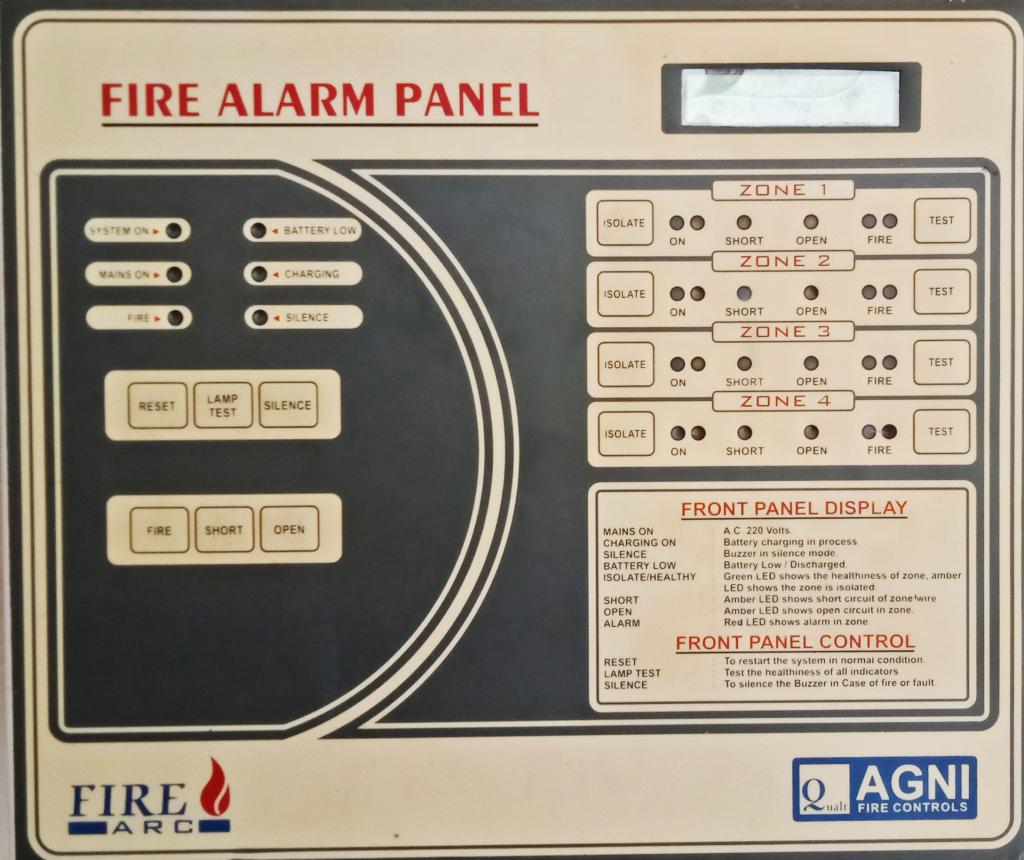 FIRE ALARM PANEL
SYSTEM ON
BATTERY LOW
MAINS ON
CHARGING
FIRE
SILENCE
RESET
LAMP
TEST
SILENCE
FIRE
SHORT
OPEN
ZONE 1
ISOLATE
ON
SHORT
OPEN
FIRE
TEST
ZONE 2
ISOLATE
ON
SHORT
OPEN
FIRE
TEST
ZONE 3
ISOLATE
ON
SHORT
OPEN
FIRE
TEST
ZONE 4
ISOLATE
ON
SHORT
OPEN
FIRE
TEST
FRONT PANEL DISPLAY
MAINS ON : A C 220 Volts.
CHARGING ON : Battery charging in process
SILENCE : Buzzer in silence mode.
BATTERY LOW : Battery Low / Discharged.
ISOLATE/HEALTHY : Green LED shows the healthiness of zone, amber
LED shows the zone is isolated.
SHORT : Amber LED shows short circuit of zone wire
OPEN : Amber LED shows open circuit in zone.
ALARM : Red LED shows alarm in zone.
FRONT PANEL CONTROL
RESET : To restart the system in normal condition.
LAMP TEST : Test the healthiness of all indicators.
SILENCE : To silence the Buzzer in Case of fire or fault.
FIRE
ARC
Qualt
AGNI
FIRE CONTROLS